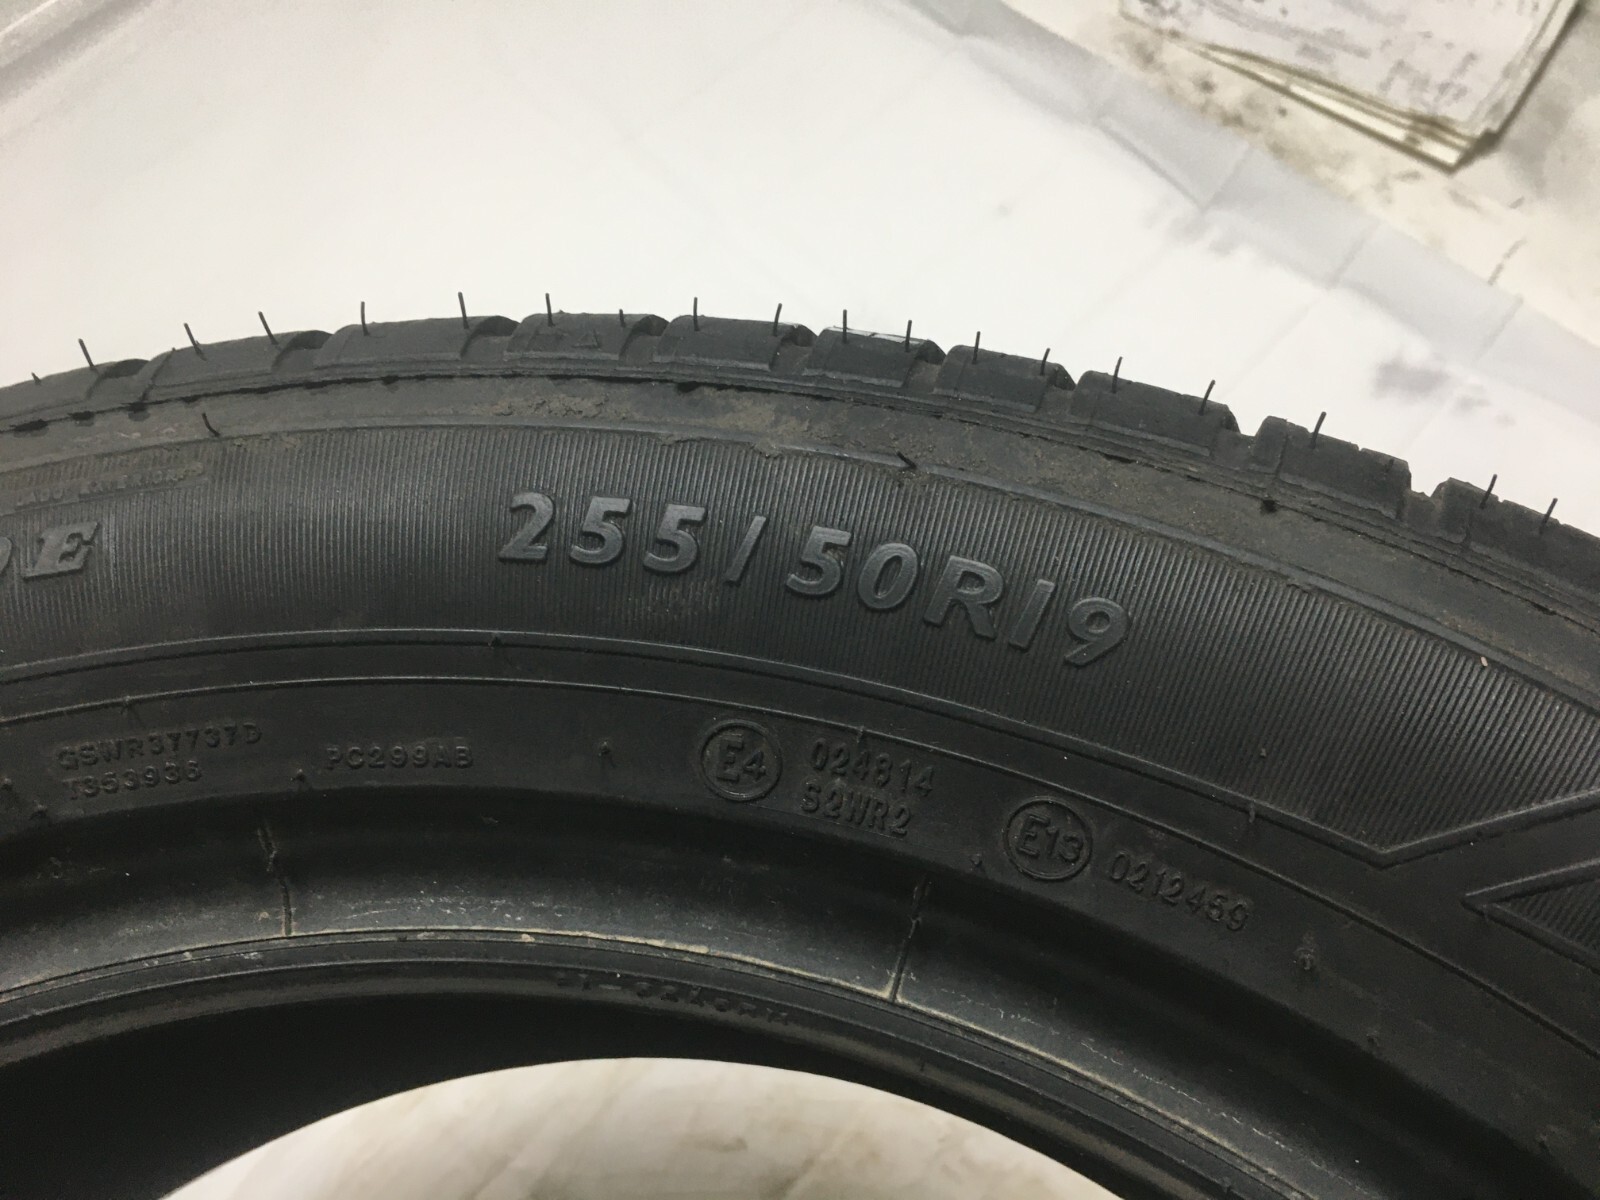 E
255/50R19
GSWR37737D
T353936
PC299AB
E4
024814
S2WR2
E13
0212459